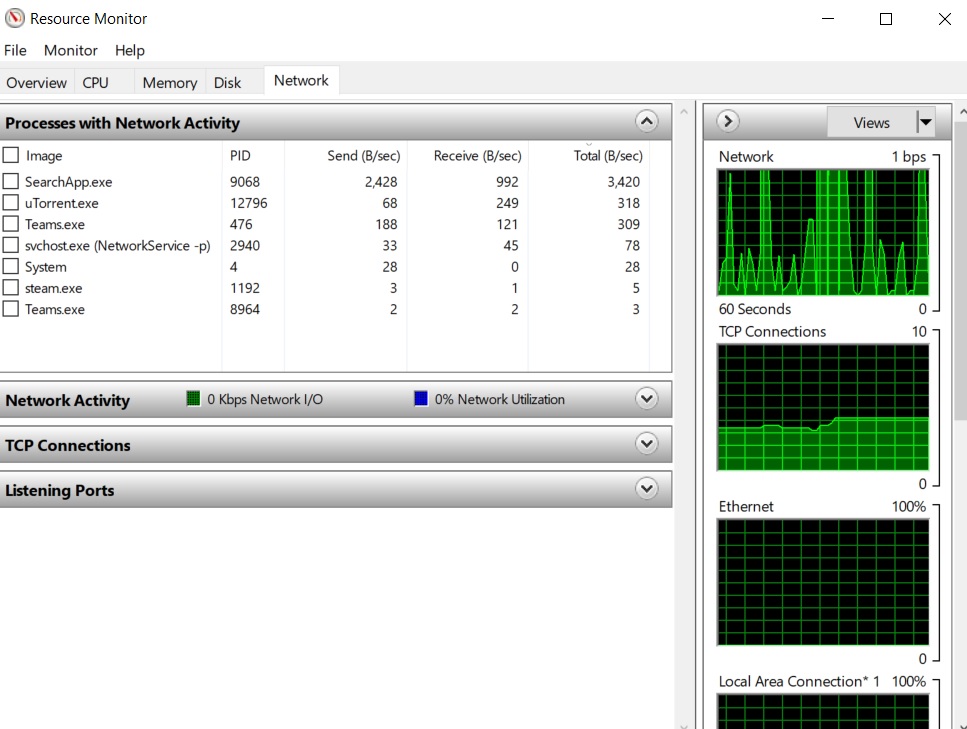 Resource Monitor
File Monitor Help
Overview CPU Memory Disk Network
Processes with Network Activity
Image PID Send (B/sec) Receive (B/sec) Total (B/sec)
SearchApp.exe 9068 2,428 992 3,420
uTorrent.exe 12796 68 249 318
Teams.exe 476 188 121 309
svchost.exe (NetworkService -p) 2940 33 45 78
System 4 28 0 28
steam.exe 1192 3 1 5
Teams.exe 8964 2 2 3
Network Activity 0 Kbps Network I/O 0% Network Utilization
TCP Connections
Listening Ports
Views
Network 1 bps
60 Seconds 0
TCP Connections 10
0
Ethernet 100%
0
Local Area Connection* 1 100%